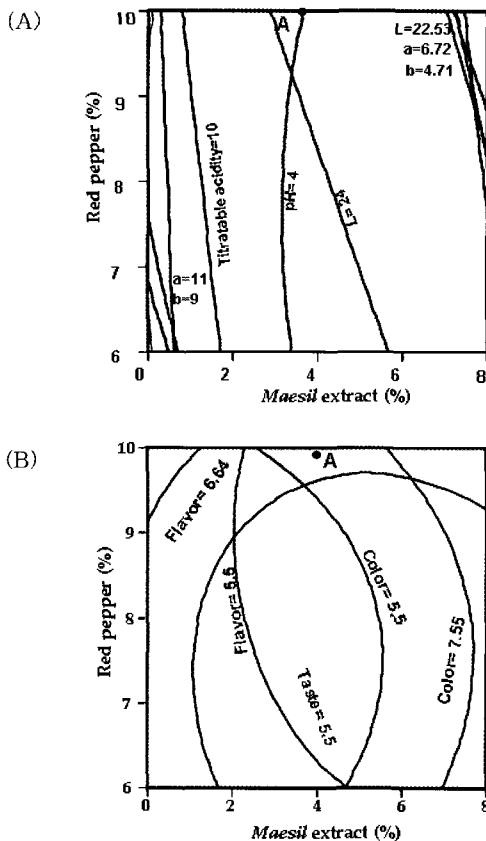 (A)
10
9
8
7
6
Red pepper (%)
A
L=22.53
a=6.72
b=4.71
Titratable acidity=10
pH=4
L=24
a=11
b=9
0
2
4
6
8
Maesil extract (%)
(B)
10
9
8
7
6
Red pepper (%)
A
Flavor=6.64
Flavor=5.5
Color=5.5
Taste=5.5
Color=7.55
0
2
4
6
8
Maesil extract (%)